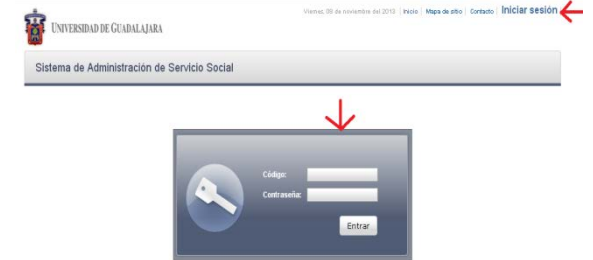 Viernes, 08 de noviembre del 2013 | Inicio | Mapa de sitio | Contacto | Iniciar sesión
UNIVERSIDAD DE GUADALAJARA
Sistema de Administración de Servicio Social
Código:
Contraseña:
Entrar